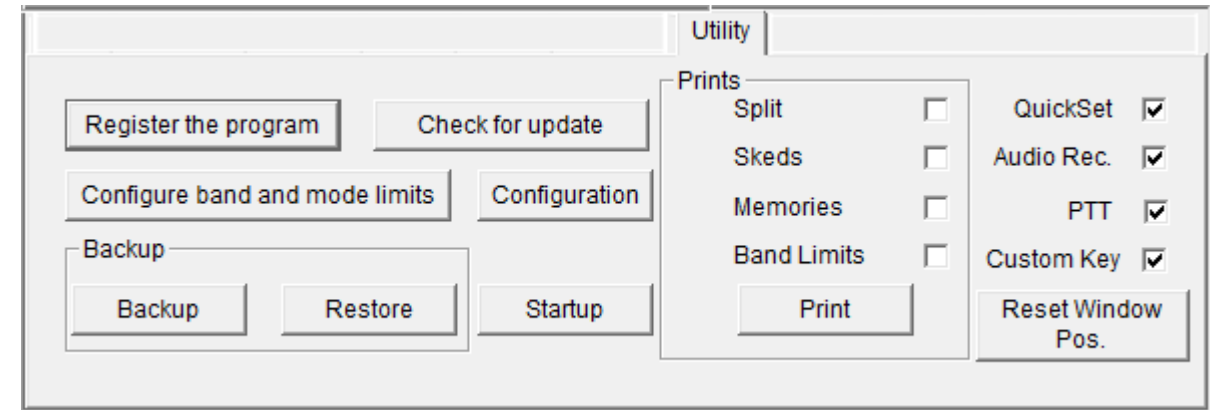 Utility
Register the program
Check for update
Configure band and mode limits
Configuration
Backup
Backup
Restore
Startup
Prints
Split
Skeds
Memories
Band Limits
Print
QuickSet
Audio Rec.
PTT
Custom Key
Reset Window
Pos.